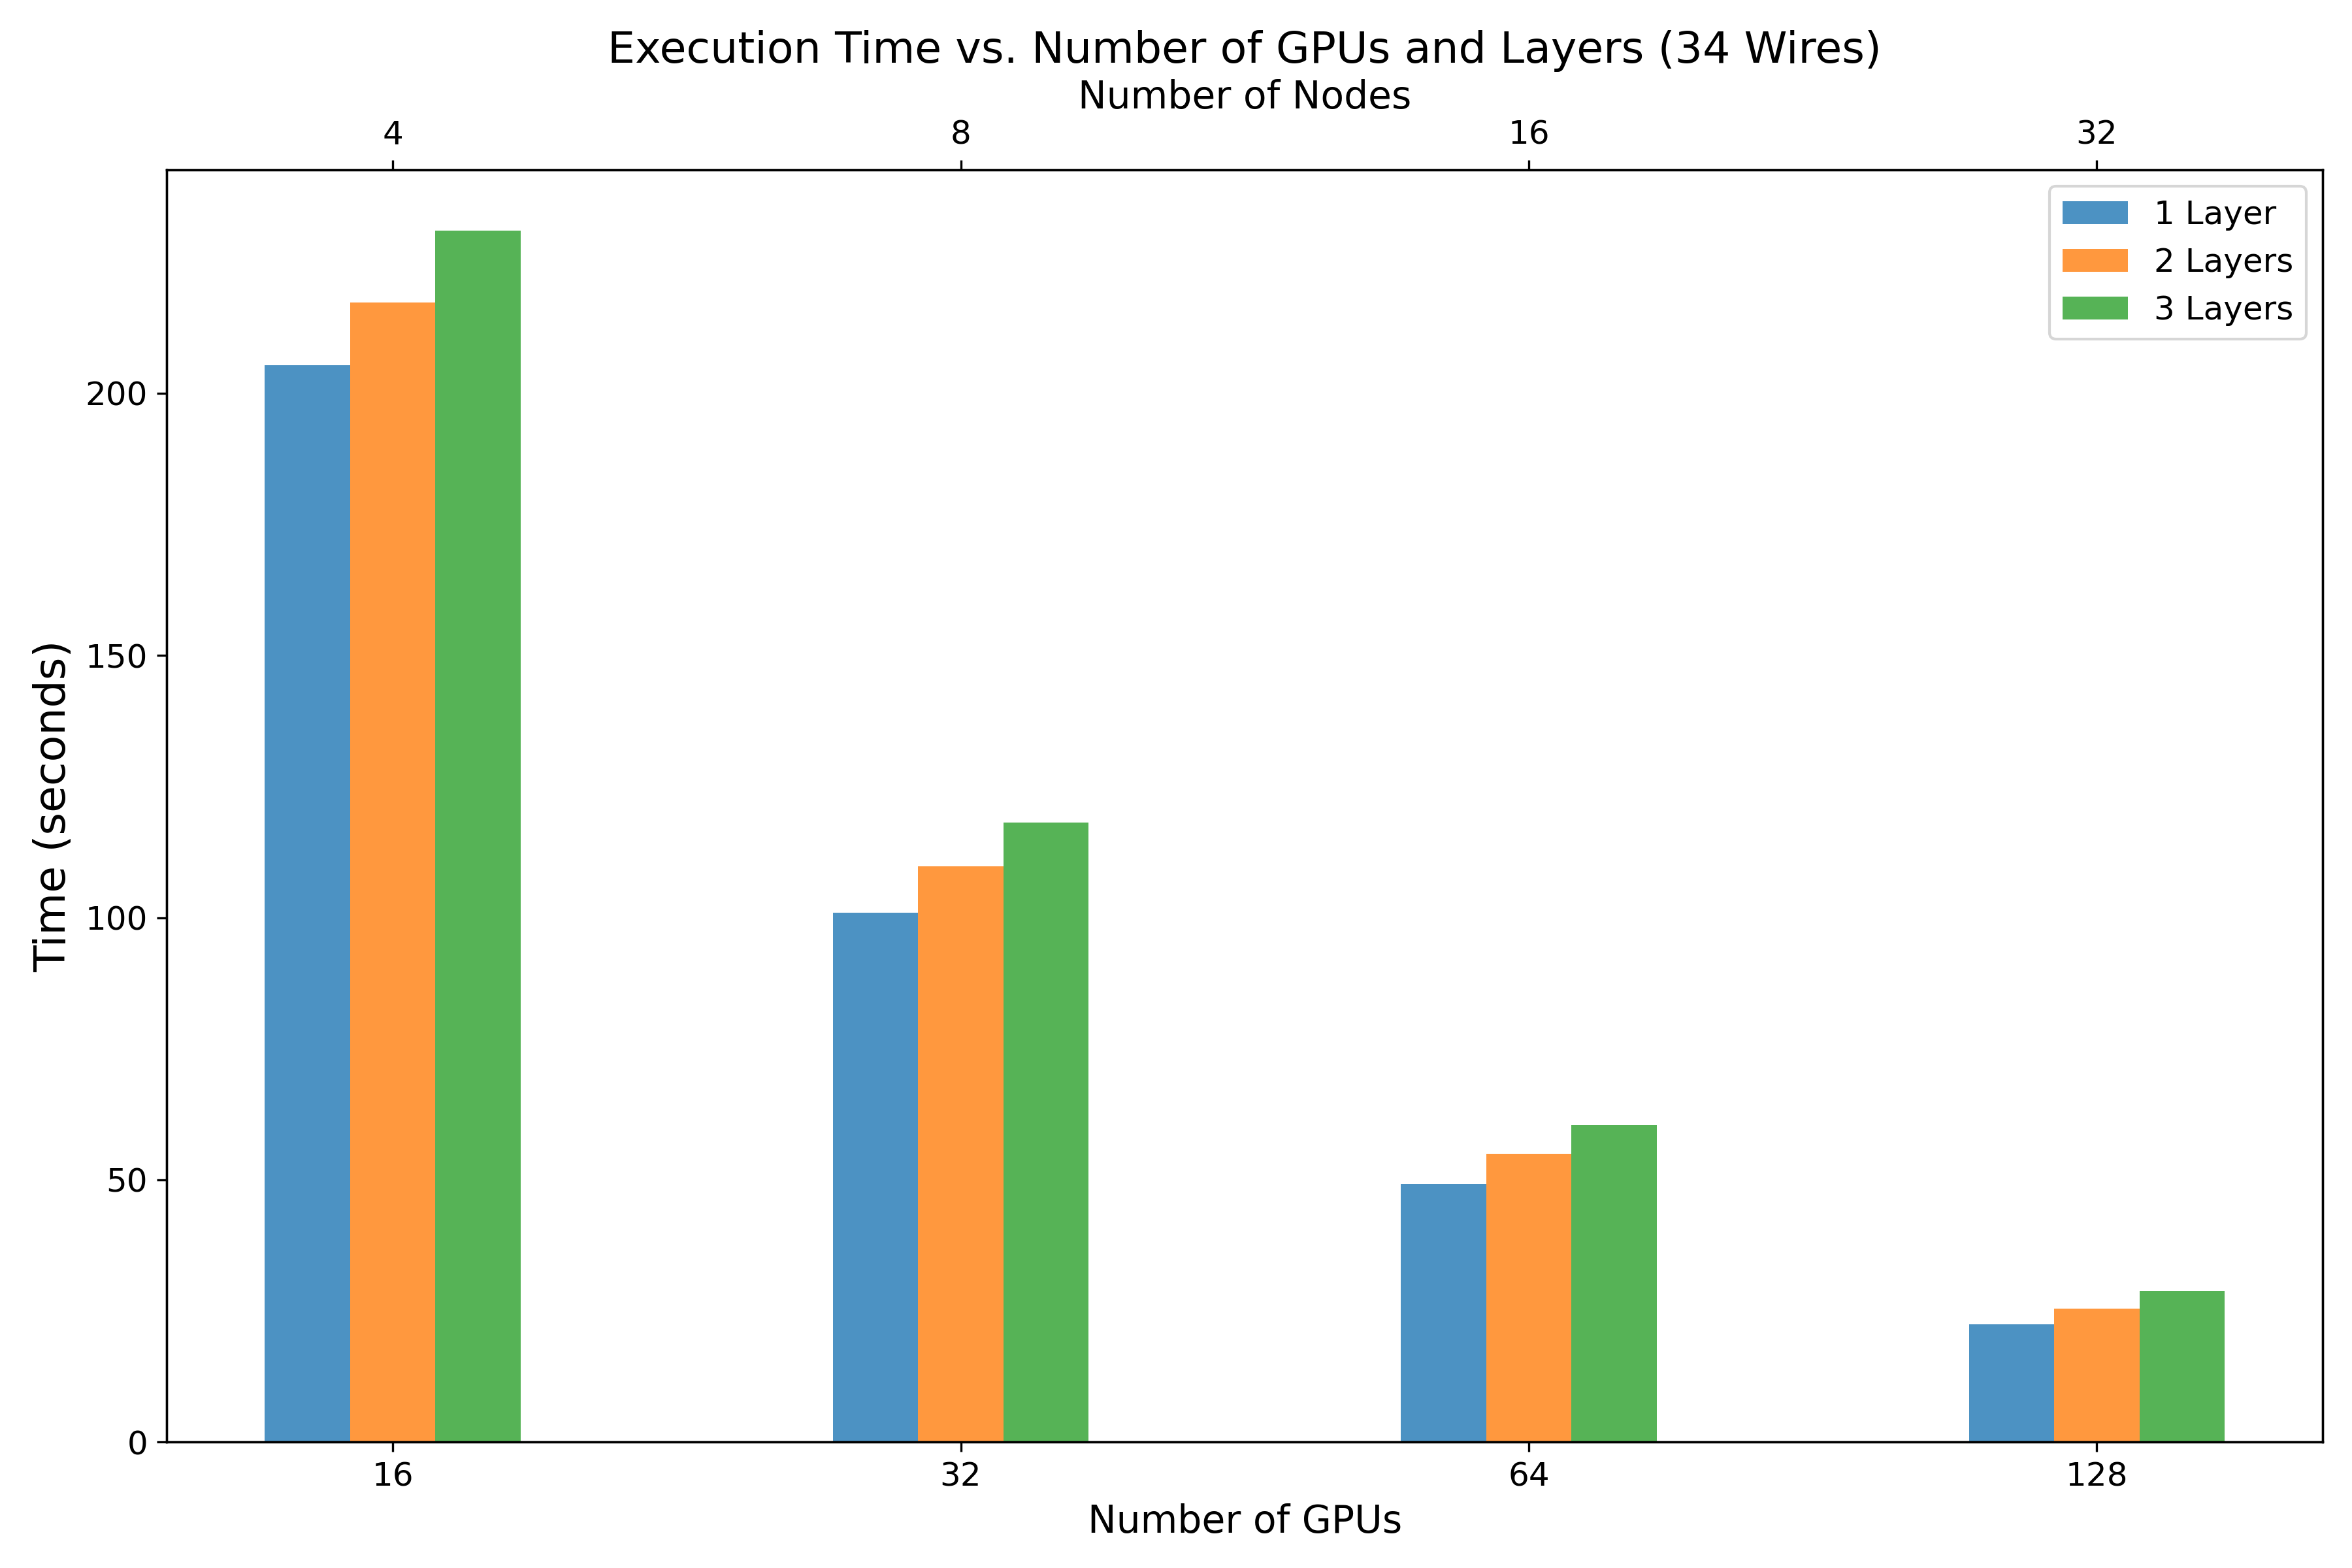 Execution Time vs. Number of GPUs and Layers (34 Wires)
Number of Nodes
4 8 16 32
1 Layer
2 Layers
3 Layers
Time (seconds)
200
150
100
50
0
16 32 64 128
Number of GPUs